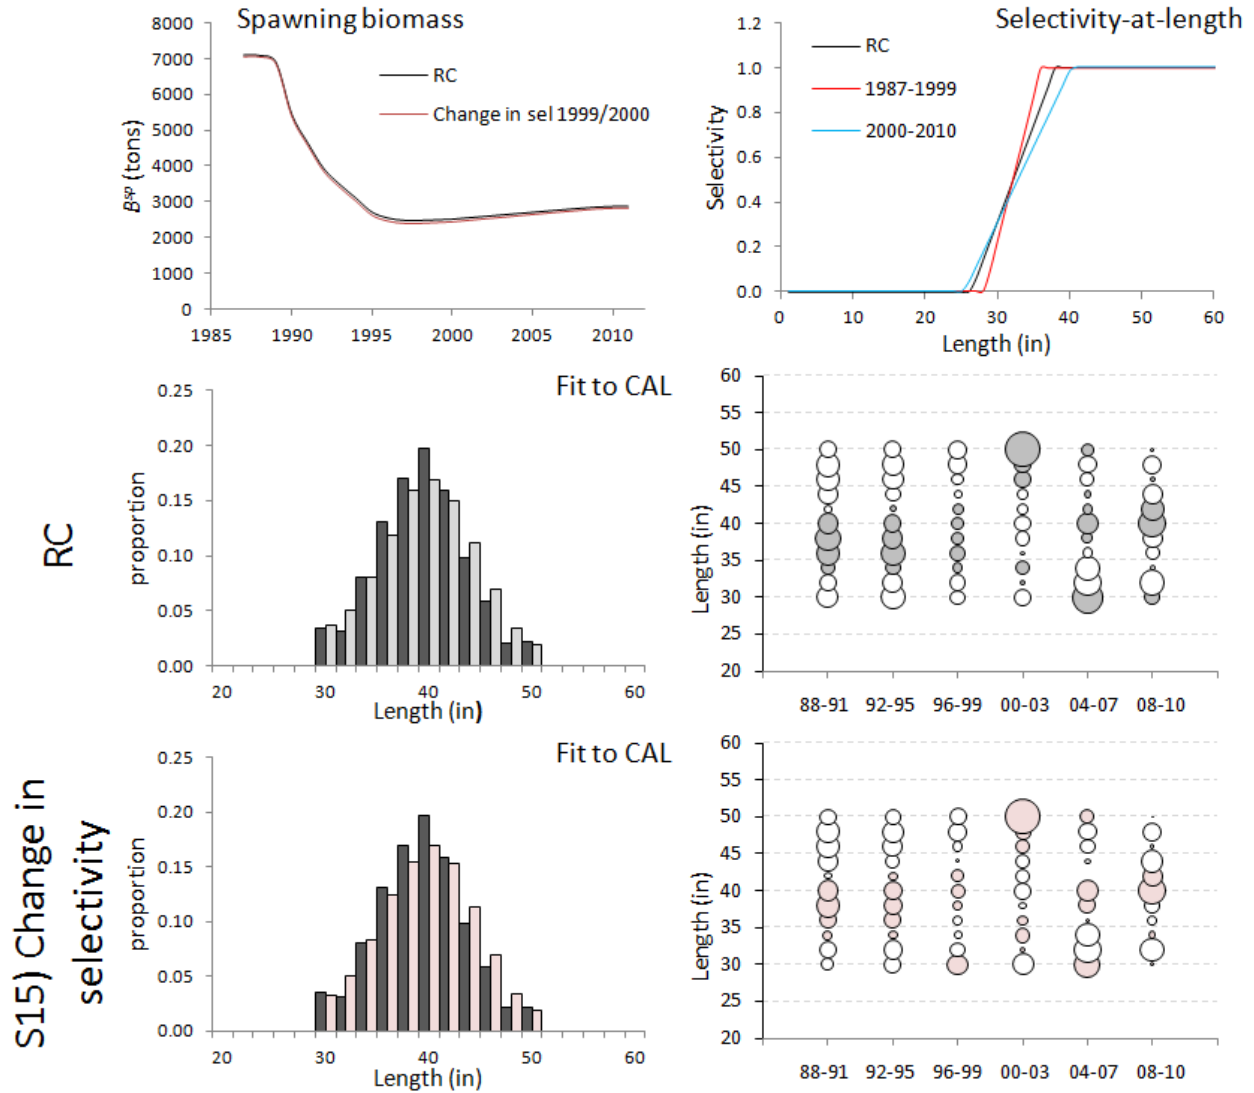 Spawning biomass
8000
7000
6000
5000
4000
3000
2000
1000
0
Bsp (tons)
RC
Change in sel 1999/2000
1985 1990 1995 2000 2005 2010
Selectivity-at-length
1.2
1.0
0.8
0.6
0.4
0.2
0.0
Selectivity
RC
1987-1999
2000-2010
0 10 20 30 40 50 60
Length (in)
RC
Fit to CAL
0.25
0.20
0.15
0.10
0.05
0.00
proportion
20 30 40 50 60
Length (in)
60
55
50
45
40
35
30
25
20
Length (in)
88-91 92-95 96-99 00-03 04-07 08-10
S15) Change in
selectivity
Fit to CAL
0.25
0.20
0.15
0.10
0.05
0.00
proportion
20 30 40 50 60
Length (in)
60
55
50
45
40
35
30
25
20
Length (in)
88-91 92-95 96-99 00-03 04-07 08-10